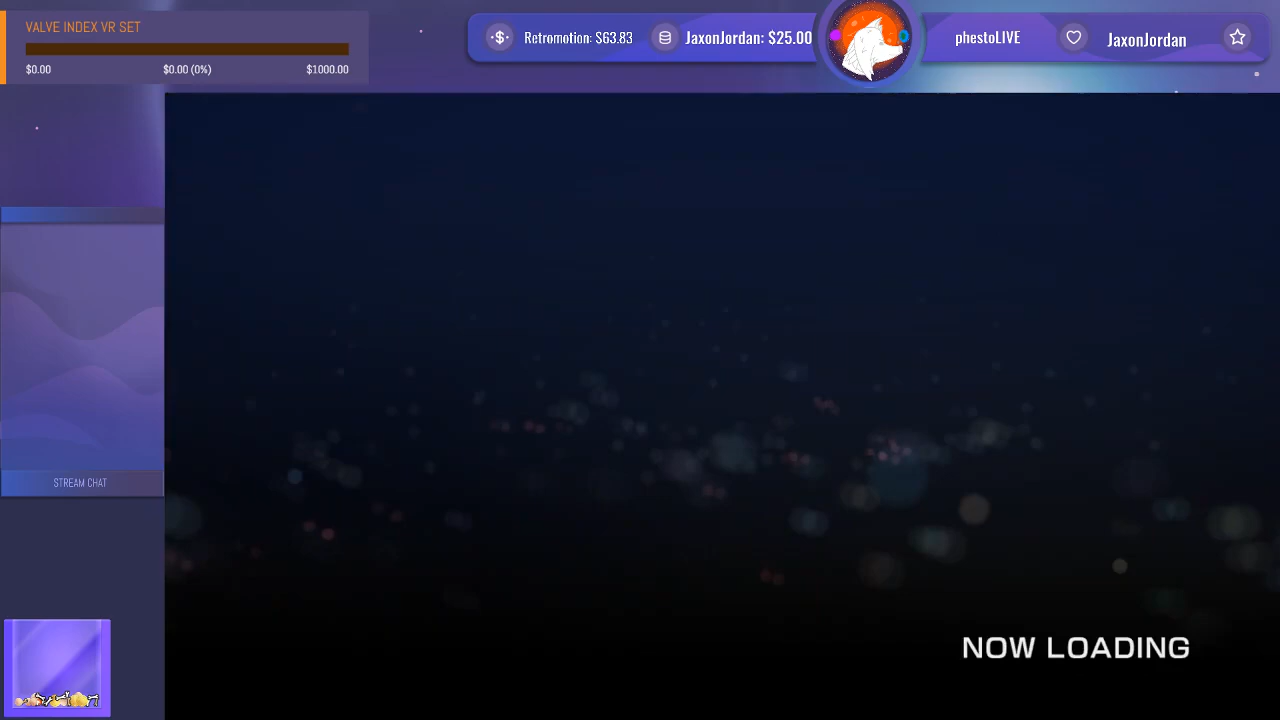 VALVE INDEX VR SET
$0.00 $0.00 (0%) $1000.00
Retromotion: $63.83
JaxonJordan: $25.00
phestoLIVE
JaxonJordan
STREAM CHAT
NOW LOADING